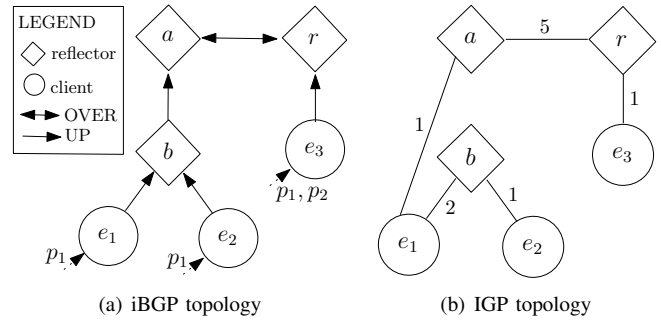 LEGEND
reflector
client
OVER
UP
a
r
b
e3
p1, p2
e1
e2
p1
p1
(a) iBGP topology
a
5
r
1
1
b
e3
2
1
e1
e2
(b) IGP topology